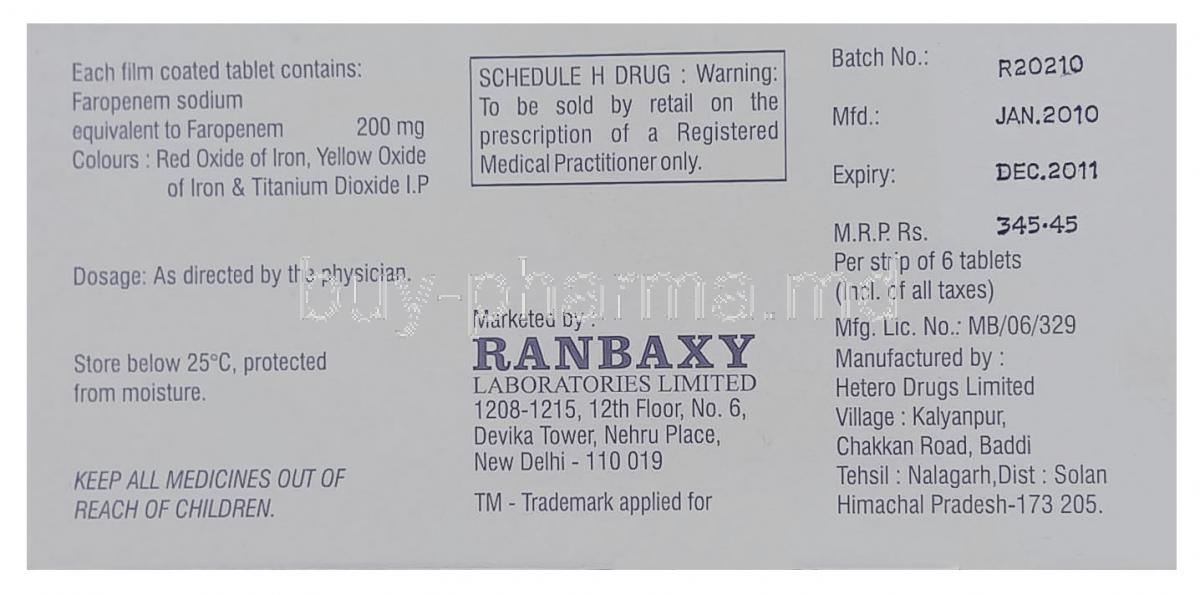 Each film coated tablet contains:
Faropenem sodium
equivalent to Faropenem 200 mg
Colours : Red Oxide of Iron, Yellow Oxide
of Iron & Titanium Dioxide I.P
Dosage: As directed by the physician.
Store below 25°C, protected
from moisture.
KEEP ALL MEDICINES OUT OF
REACH OF CHILDREN.
SCHEDULE H DRUG : Warning:
To be sold by retail on the
prescription of a Registered
Medical Practitioner only.
Marketed by :
RANBAXY
LABORATORIES LIMITED
1208-1215, 12th Floor, No. 6,
Devika Tower, Nehru Place,
New Delhi - 110 019
TM - Trademark applied for
Batch No.: R20210
Mfd.: JAN.2010
Expiry: DEC.2011
M.R.P. Rs. 345.45
Per strip of 6 tablets
(Incl. of all taxes)
Mfg. Lic. No.: MB/06/329
Manufactured by :
Hetero Drugs Limited
Village : Kalyanpur,
Chakkan Road, Baddi
Tehsil : Nalagarh,Dist : Solan
Himachal Pradesh-173 205.
buy-pharma.md